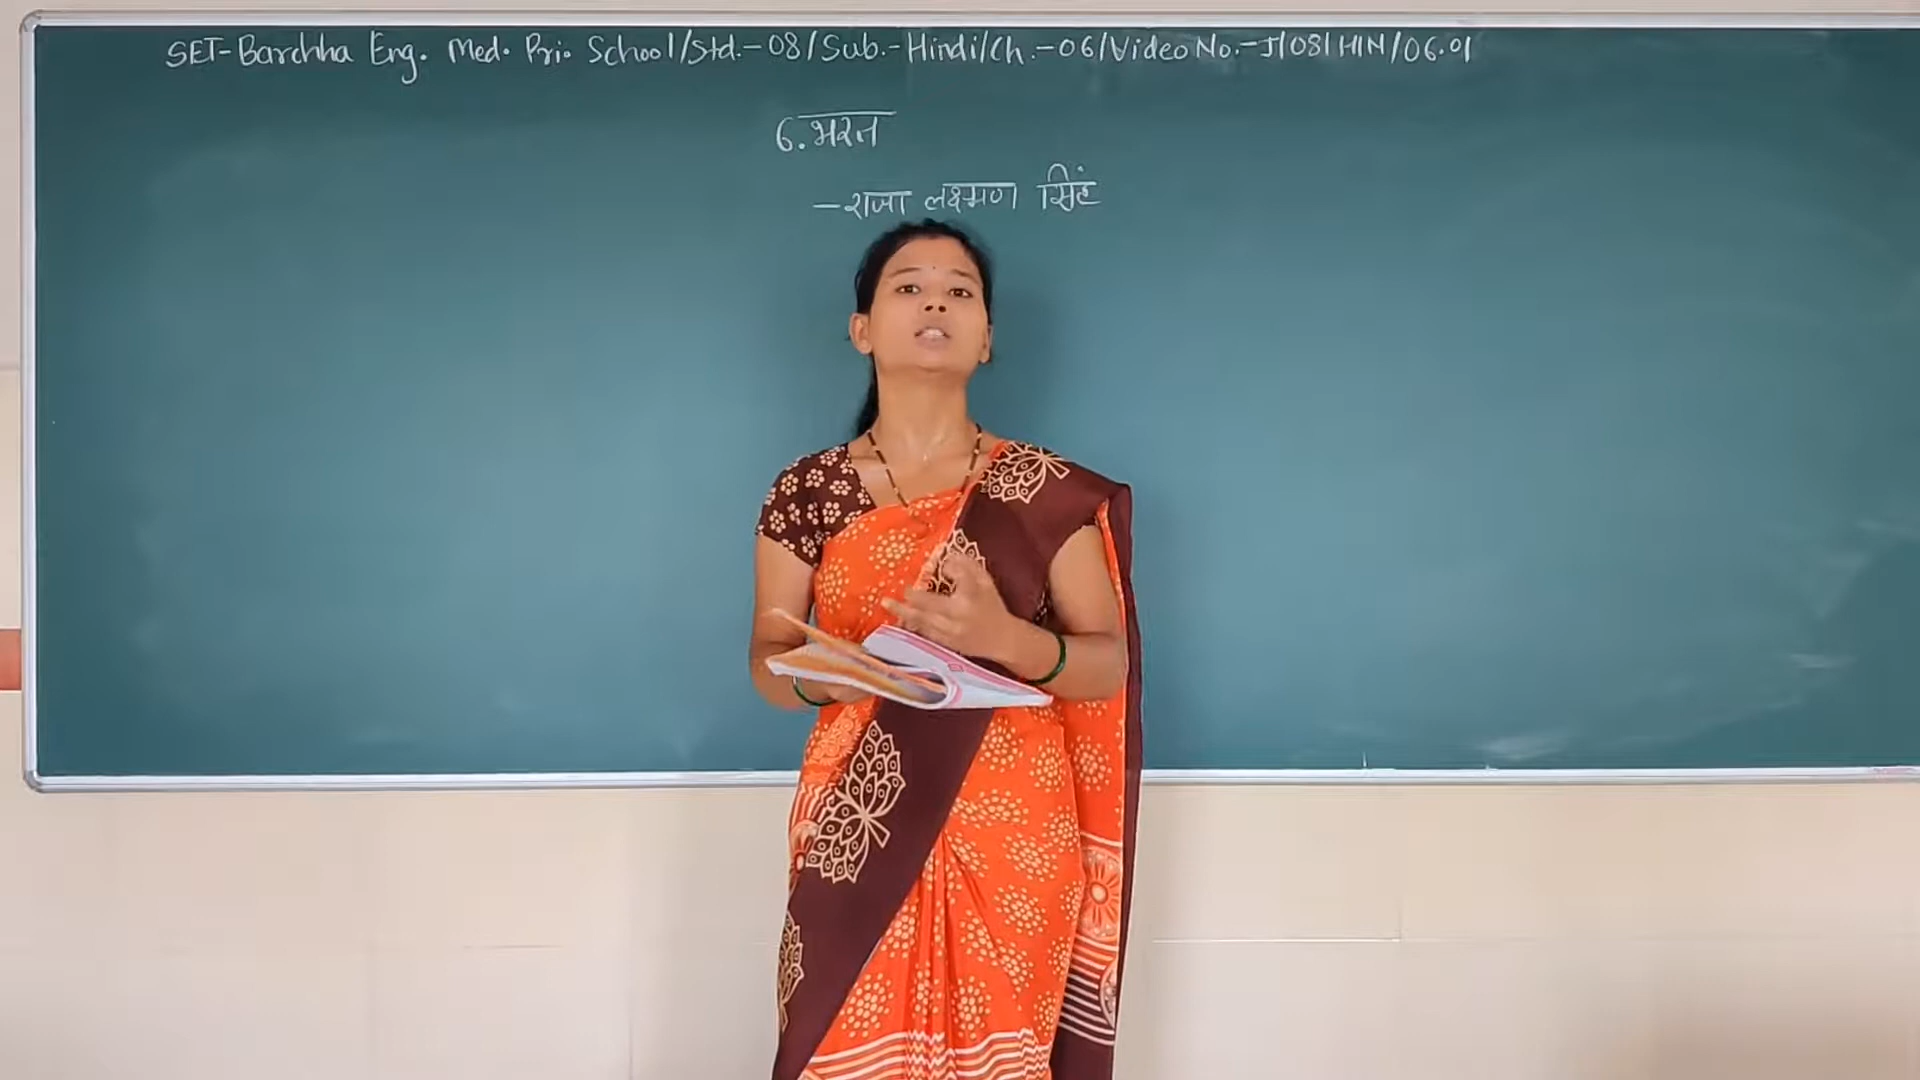 SET-Barchha Eng. Med. Pri. School/Std.-08/Sub.-Hindi/Ch.-06/Video No.-J/08/HIN/06.01
6. भरत
-राजा लक्ष्मण सिंह